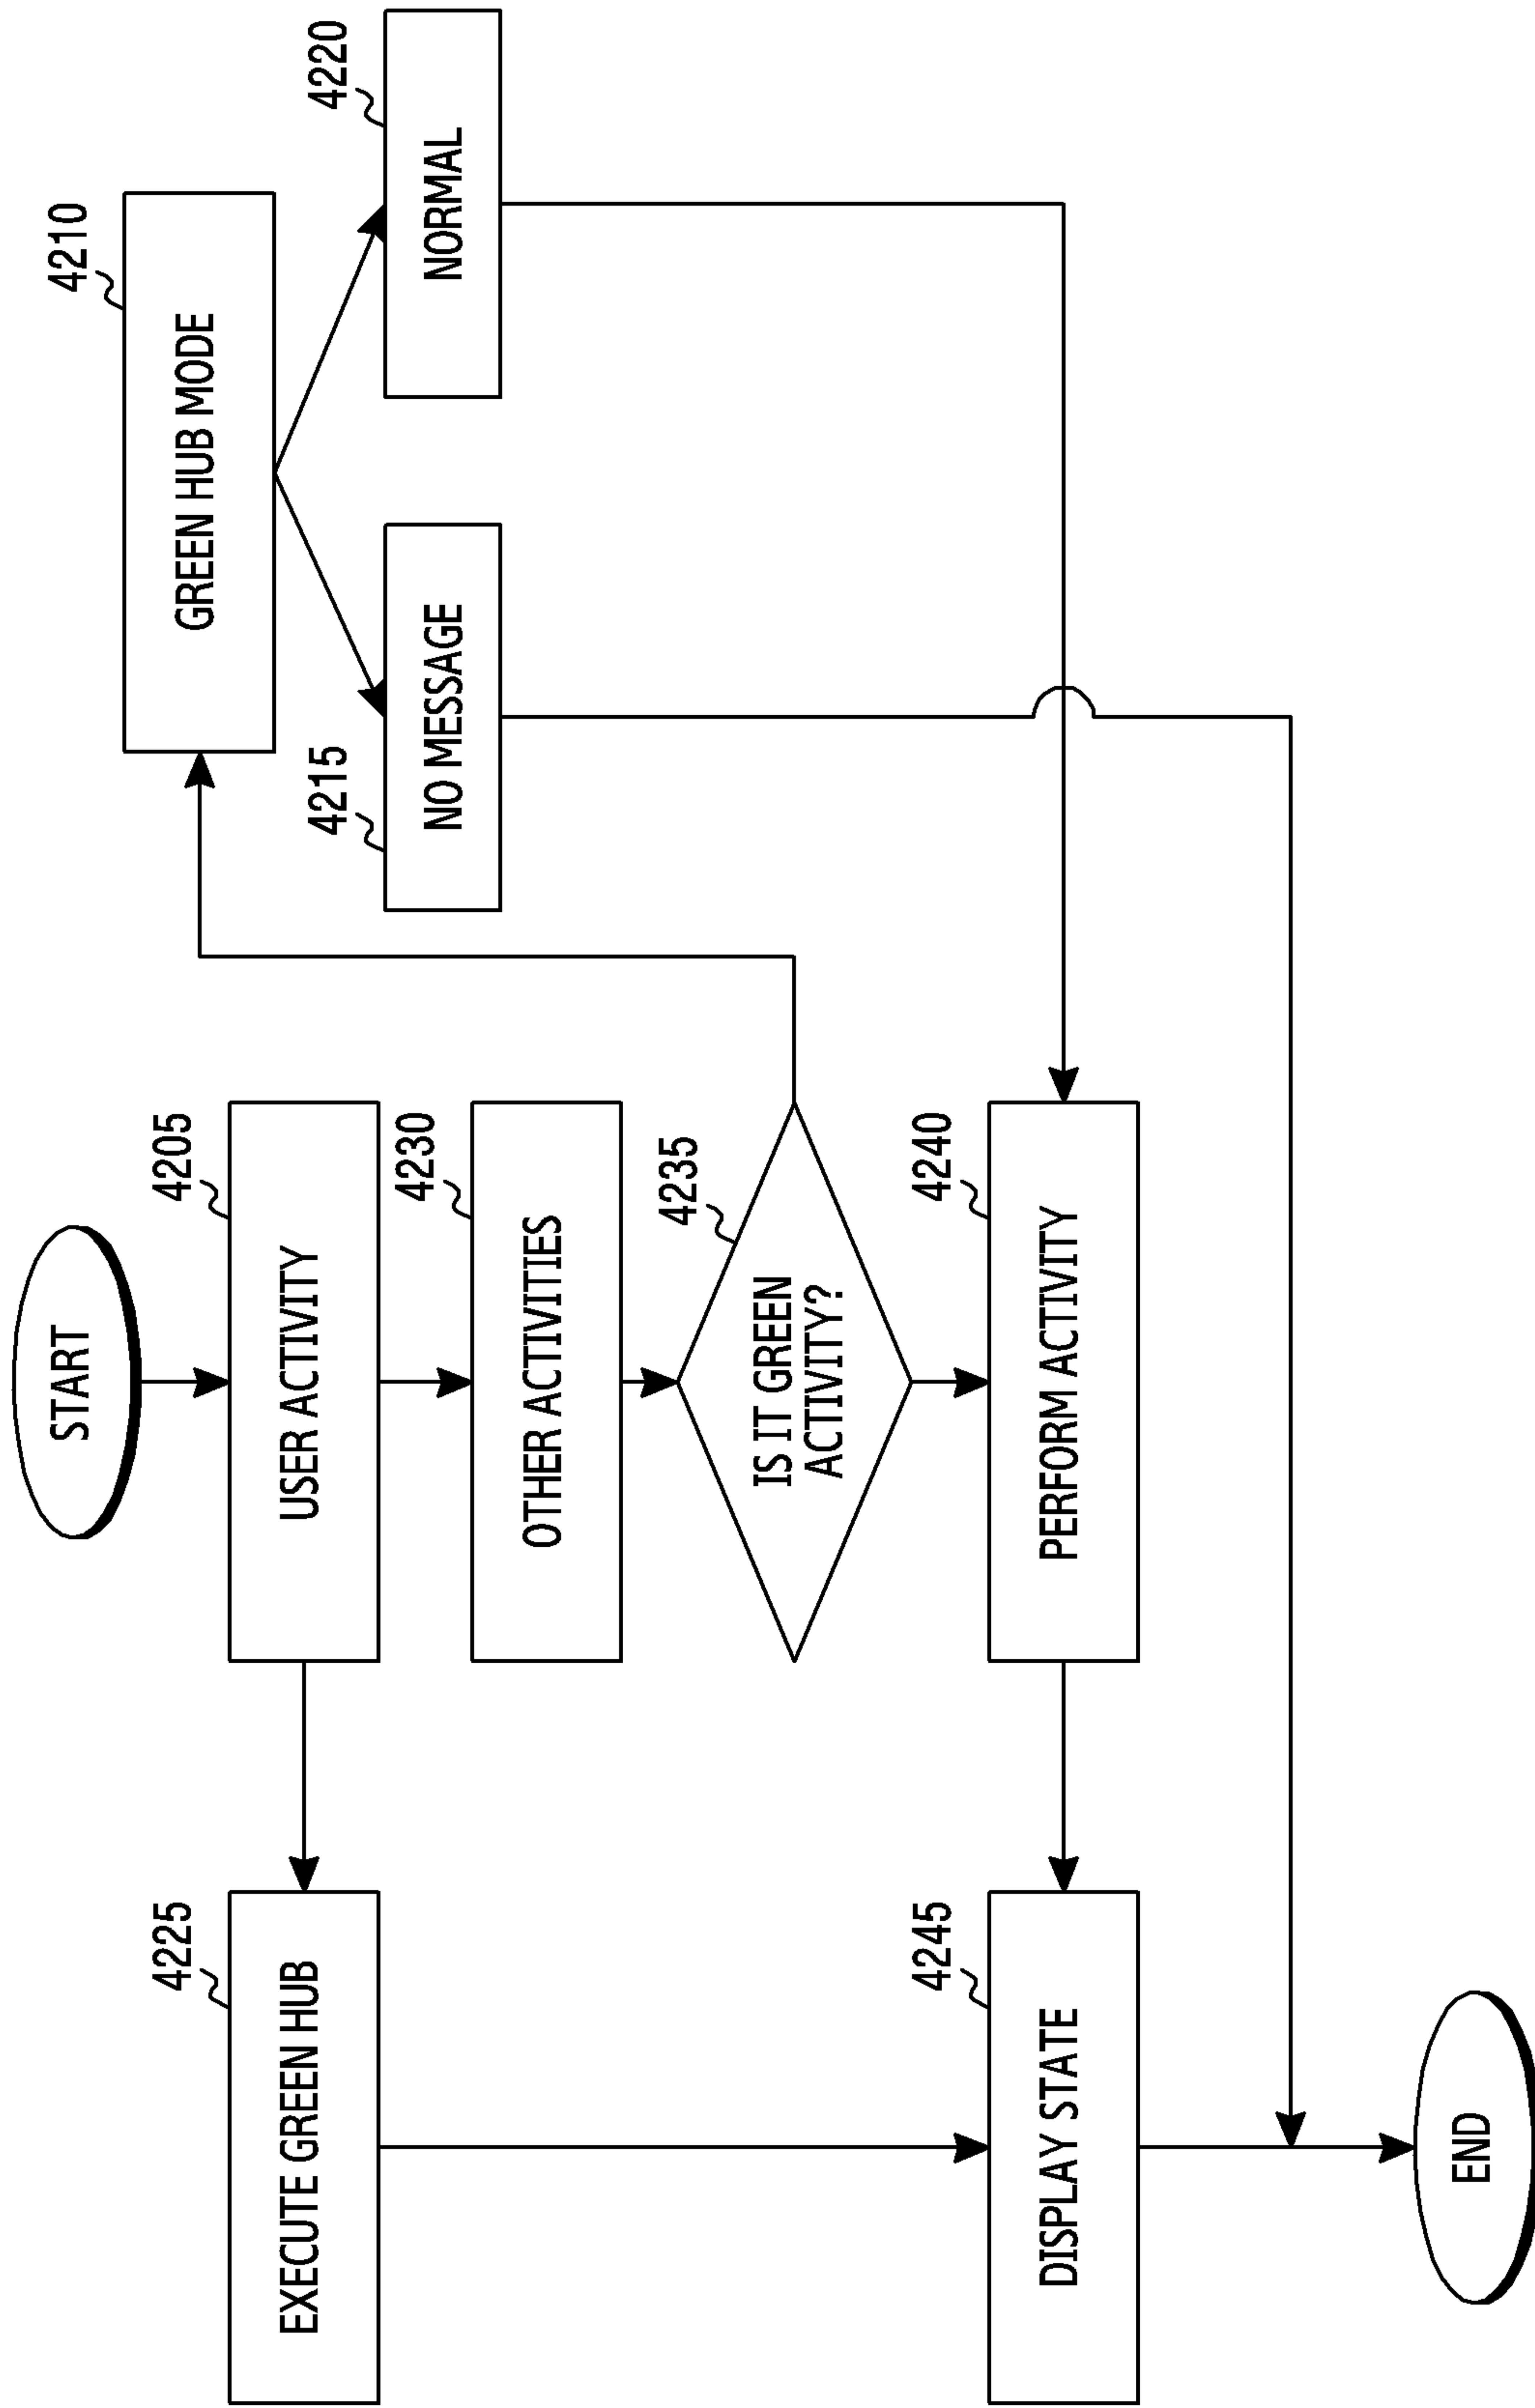 START
4205
USER ACTIVITY
4210
GREEN HUB MODE
4215
NO MESSAGE
4220
NORMAL
4225
EXECUTE GREEN HUB
4230
OTHER ACTIVITIES
4235
IS IT GREEN
ACTIVITY?
4240
PERFORM ACTIVITY
4245
DISPLAY STATE
END